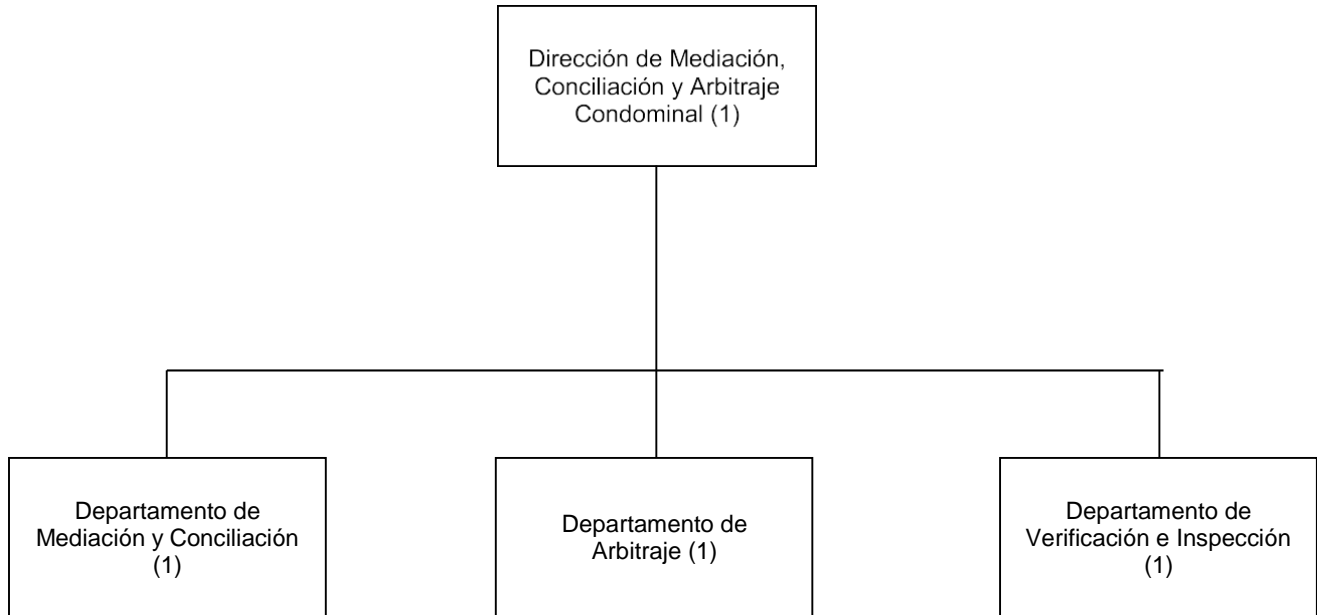 Dirección de Mediación,
Conciliación y Arbitraje
Condominal (1)
Departamento de
Mediación y Conciliación
(1)
Departamento de
Arbitraje (1)
Departamento de
Verificación e Inspección
(1)